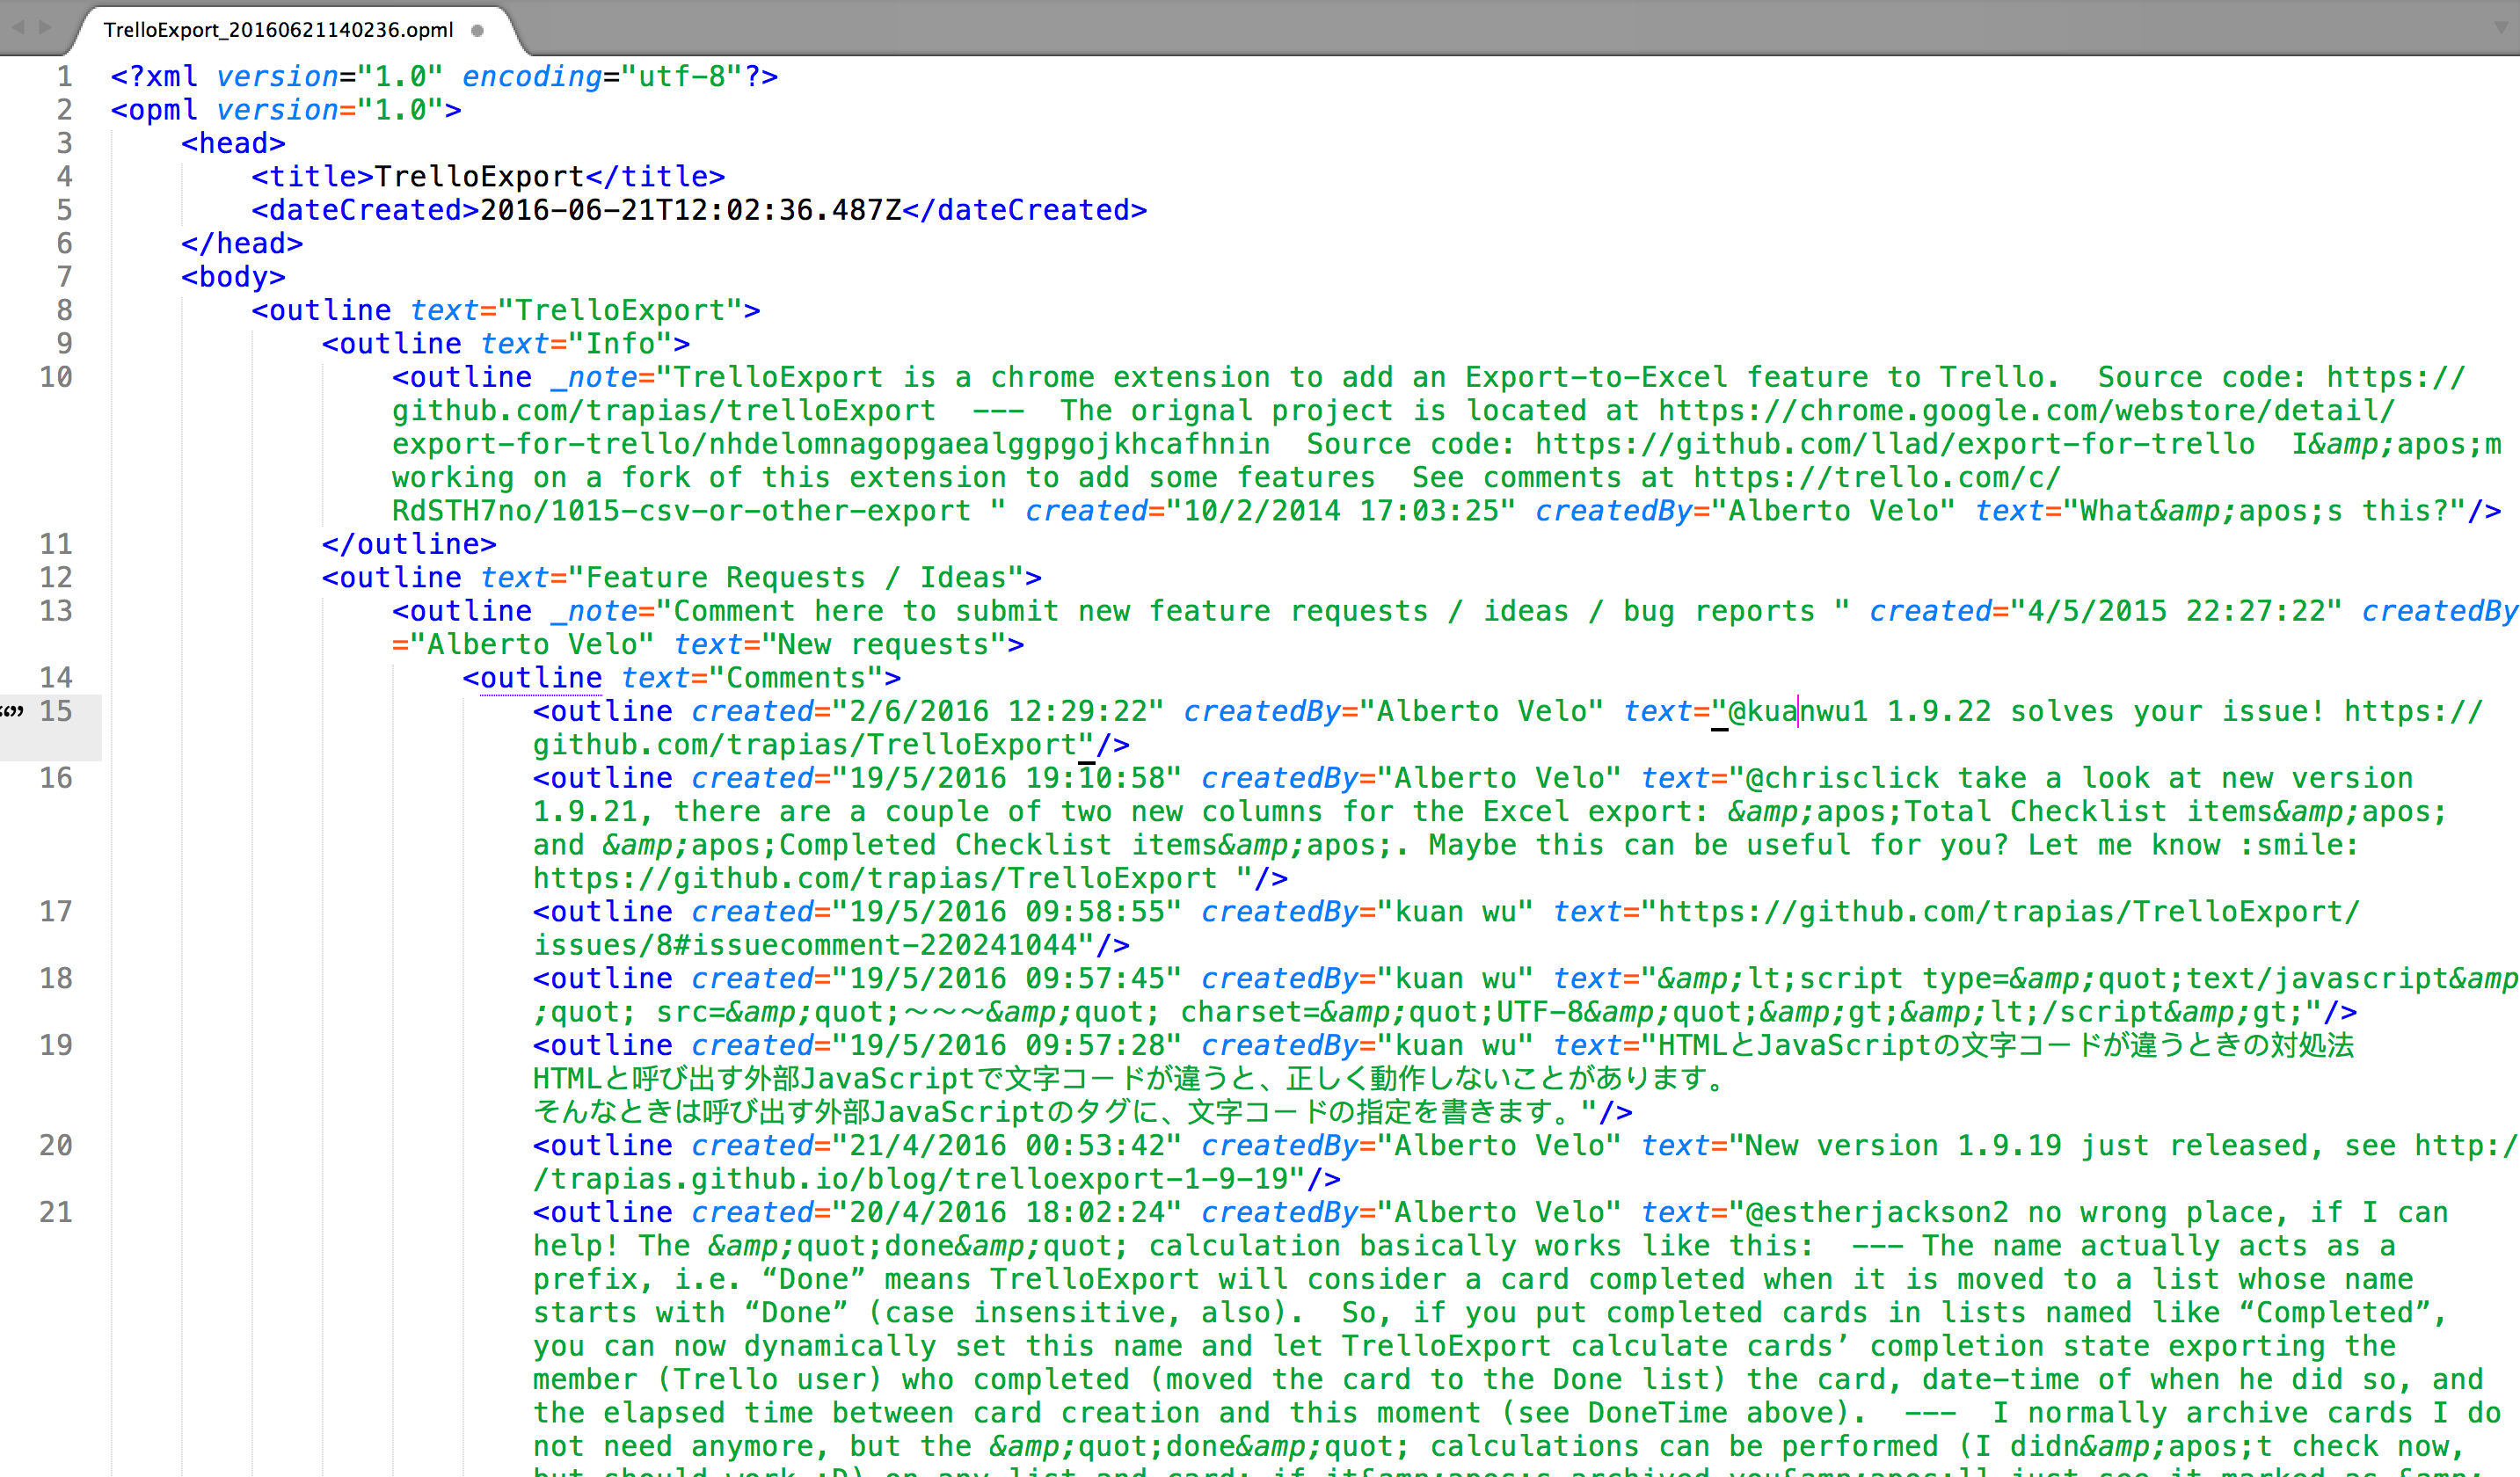 TrelloExport_20160621140236.opml
1 <?xml version="1.0" encoding="utf-8"?>
2 <opml version="1.0">
3 <head>
4 <title>TrelloExport</title>
5 <dateCreated>2016-06-21T12:02:36.487Z</dateCreated>
6 </head>
7 <body>
8 <outline text="TrelloExport">
9 <outline text="Info">
10 <outline _note="TrelloExport is a chrome extension to add an Export-to-Excel feature to Trello.  Source code: https://
github.com/trapias/trelloExport  ---  The orignal project is located at https://chrome.google.com/webstore/detail/
export-for-trello/nhdelomnagopgaealggpgojkhcafhnin  Source code: https://github.com/llad/export-for-trello  I&amp;apos;m
working on a fork of this extension to add some features  See comments at https://trello.com/c/
RdSTH7no/1015-csv-or-other-export " created="10/2/2014 17:03:25" createdBy="Alberto Velo" text="What&amp;apos;s this?"/>
11 </outline>
12 <outline text="Feature Requests / Ideas">
13 <outline _note="Comment here to submit new feature requests / ideas / bug reports " created="4/5/2015 22:27:22" createdBy
="Alberto Velo" text="New requests">
14 <outline text="Comments">
15 <outline created="2/6/2016 12:29:22" createdBy="Alberto Velo" text="@kuanwu1 1.9.22 solves your issue! https://
github.com/trapias/TrelloExport"/>
16 <outline created="19/5/2016 19:10:58" createdBy="Alberto Velo" text="@chrisclick take a look at new version
1.9.21, there are a couple of two new columns for the Excel export: &amp;apos;Total Checklist items&amp;apos;
and &amp;apos;Completed Checklist items&amp;apos;. Maybe this can be useful for you? Let me know :smile:
https://github.com/trapias/TrelloExport "/>
17 <outline created="19/5/2016 09:58:55" createdBy="kuan wu" text="https://github.com/trapias/TrelloExport/
issues/8#issuecomment-220241044"/>
18 <outline created="19/5/2016 09:57:45" createdBy="kuan wu" text="&amp;lt;script type=&amp;quot;text/javascript&amp
;quot; src=&amp;quot;～～～&amp;quot; charset=&amp;quot;UTF-8&amp;quot;&amp;gt;&amp;lt;/script&amp;gt;"/>
19 <outline created="19/5/2016 09:57:28" createdBy="kuan wu" text="HTMLとJavaScriptの文字コードが違うときの対処法
HTMLと呼び出す外部JavaScriptで文字コードが違うと、正しく動作しないことがあります。
そんなときは呼び出す外部JavaScriptのタグに、文字コードの指定を書きます。"/>
20 <outline created="21/4/2016 00:53:42" createdBy="Alberto Velo" text="New version 1.9.19 just released, see http:/
/trapias.github.io/blog/trelloexport-1-9-19"/>
21 <outline created="20/4/2016 18:02:24" createdBy="Alberto Velo" text="@estherjackson2 no wrong place, if I can
help! The &amp;quot;done&amp;quot; calculation basically works like this:  --- The name actually acts as a
prefix, i.e. “Done” means TrelloExport will consider a card completed when it is moved to a list whose name
starts with “Done” (case insensitive, also).  So, if you put completed cards in lists named like “Completed”,
you can now dynamically set this name and let TrelloExport calculate cards’ completion state exporting the
member (Trello user) who completed (moved the card to the Done list) the card, date-time of when he did so, and
the elapsed time between card creation and this moment (see DoneTime above).  ---  I normally archive cards I do
not need anymore, but the &amp;quot;done&amp;quot; calculations can be performed (I didn&amp;apos;t check now,
but should work :D) on any list and card: if it&amp;apos;s archived you&amp;apos;ll just see it marked as &amp;